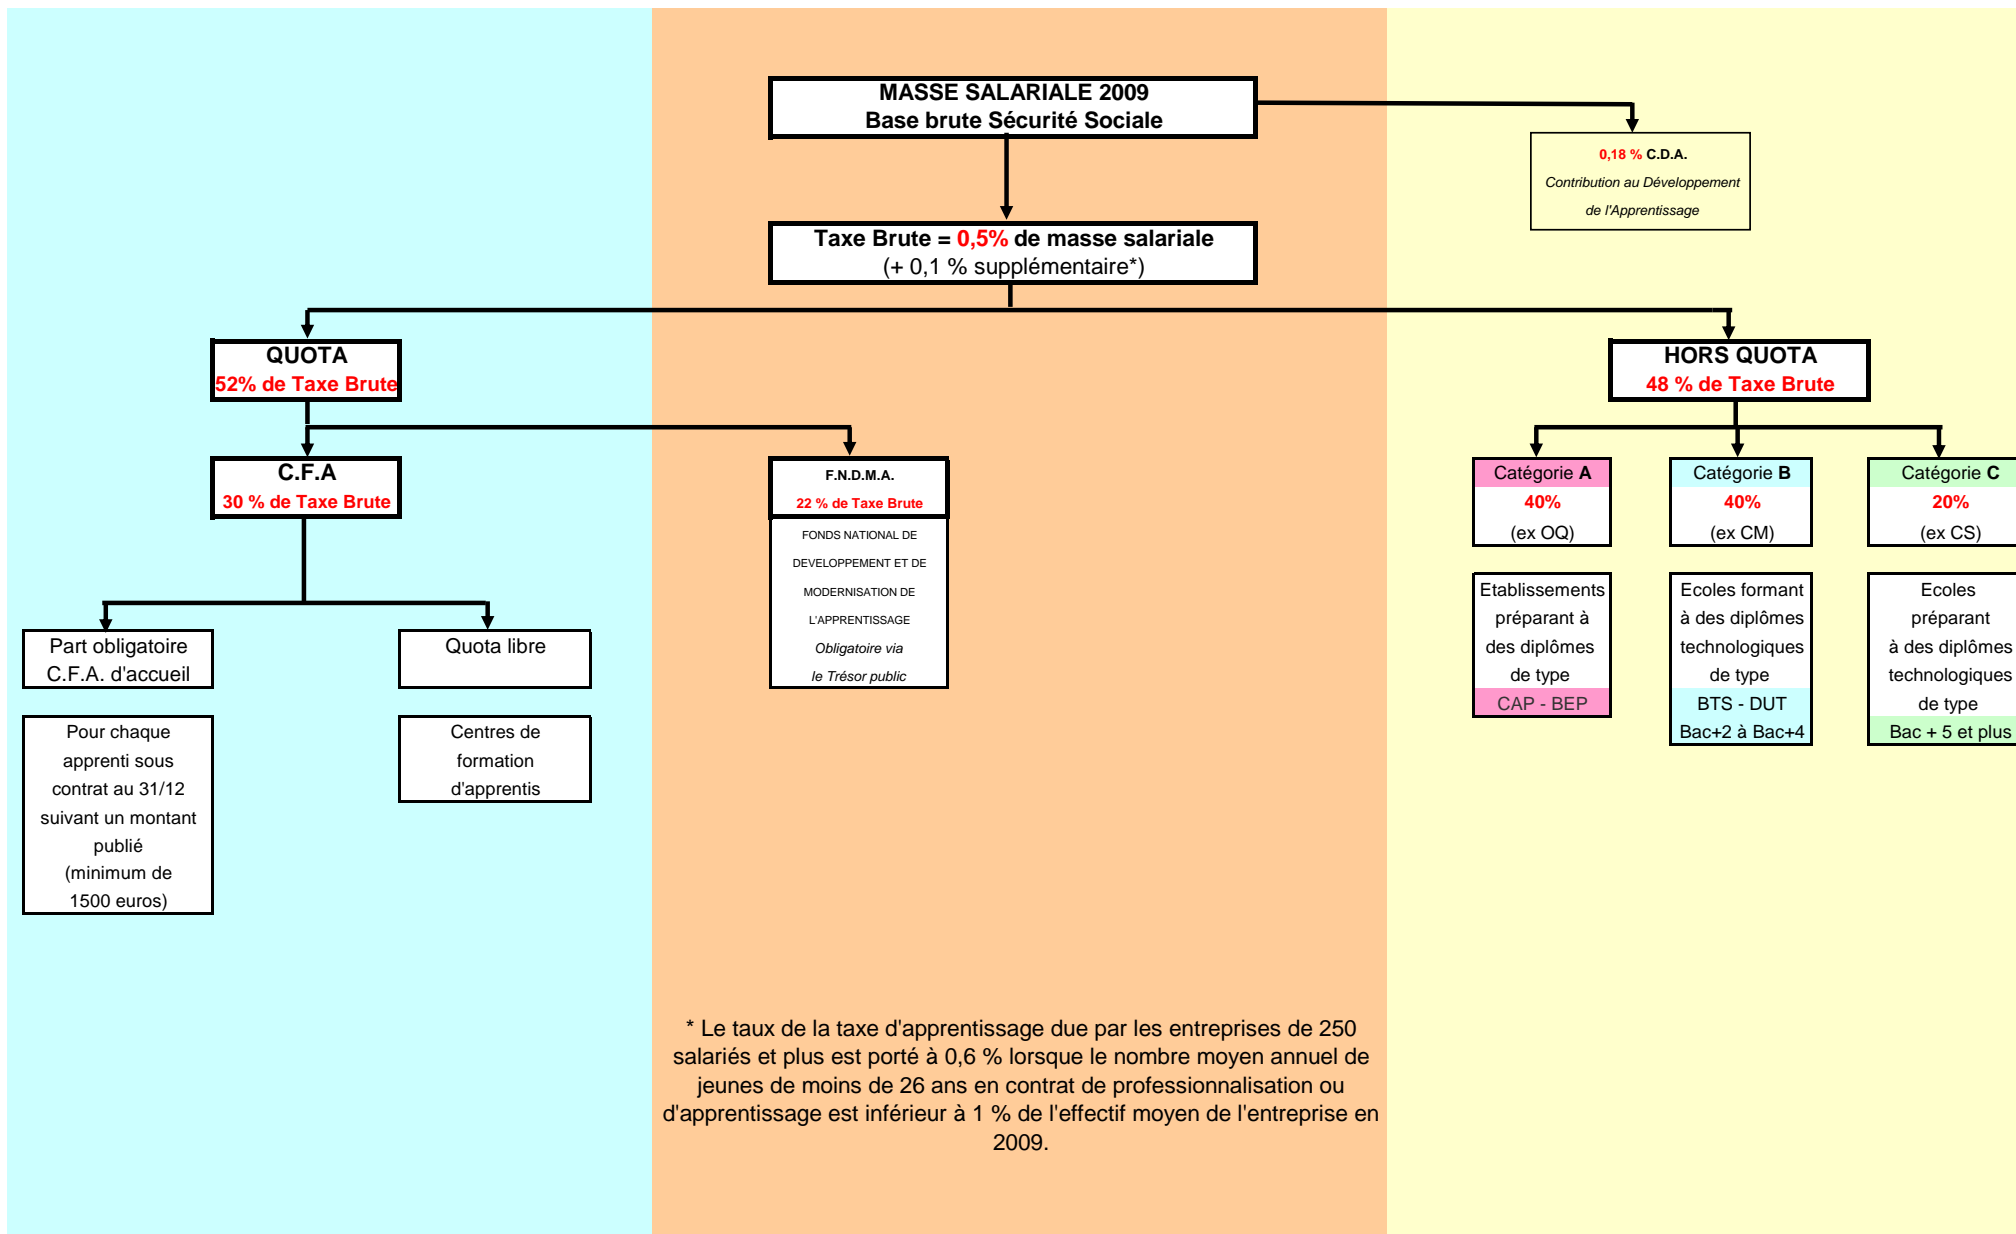 MASSE SALARIALE 2009
Base brute Sécurité Sociale
0,18 % C.D.A.
Contribution au Développement
de l'Apprentissage
Taxe Brute = 0,5% de masse salariale
(+ 0,1 % supplémentaire*)
QUOTA
52% de Taxe Brute
HORS QUOTA
48 % de Taxe Brute
C.F.A
30 % de Taxe Brute
F.N.D.M.A.
22 % de Taxe Brute
FONDS NATIONAL DE
DEVELOPPEMENT ET DE
MODERNISATION DE
L'APPRENTISSAGE
Obligatoire via
le Trésor public
Catégorie A
40%
(ex OQ)
Catégorie B
40%
(ex CM)
Catégorie C
20%
(ex CS)
Etablissements
préparant à
des diplômes
de type
CAP - BEP
Ecoles formant
à des diplômes
technologiques
de type
BTS - DUT
Bac+2 à Bac+4
Ecoles
préparant
à des diplômes
technologiques
de type
Bac + 5 et plus
Part obligatoire
C.F.A. d'accueil
Quota libre
Pour chaque
apprenti sous
contrat au 31/12
suivant un montant
publié
(minimum de
1500 euros)
Centres de
formation
d'apprentis
* Le taux de la taxe d'apprentissage due par les entreprises de 250
salariés et plus est porté à 0,6 % lorsque le nombre moyen annuel de
jeunes de moins de 26 ans en contrat de professionnalisation ou
d'apprentissage est inférieur à 1 % de l'effectif moyen de l'entreprise en
2009.